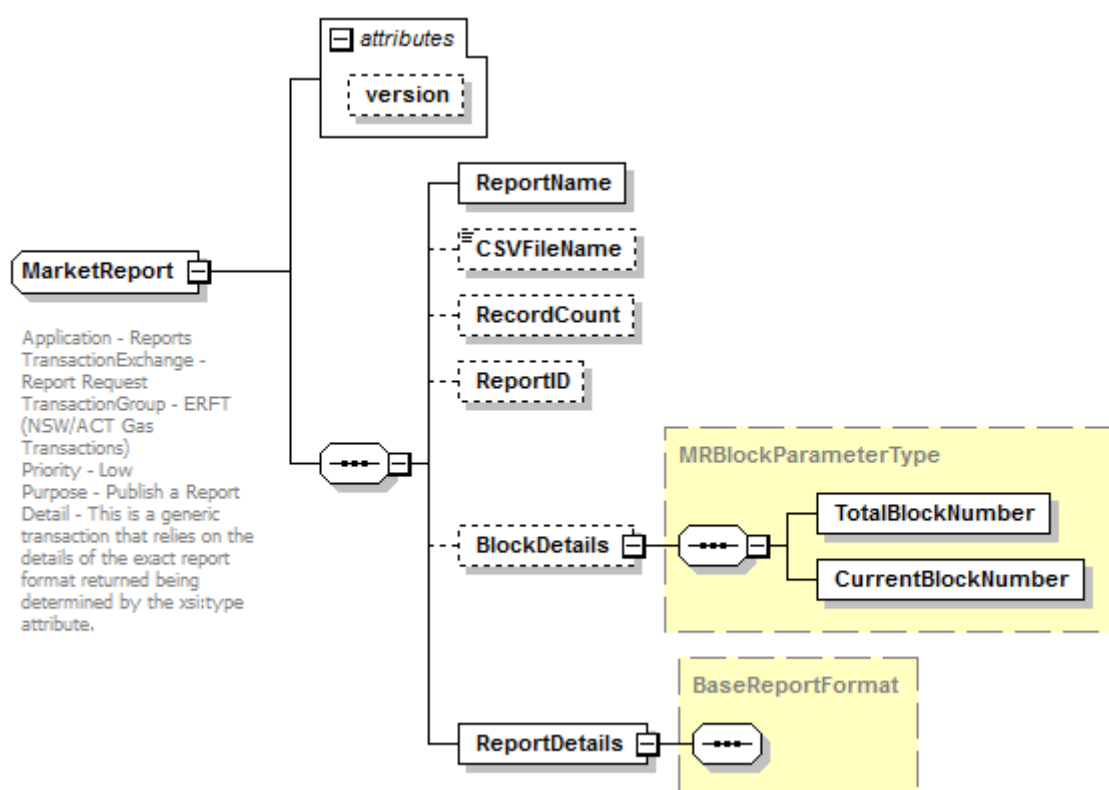 attributes
version
ReportName
CSVFileName
RecordCount
ReportID
MarketReport
Application - Reports
TransactionExchange -
Report Request
TransactionGroup - ERFT
(NSW/ACT Gas
Transactions)
Priority - Low
Purpose - Publish a Report
Detail - This is a generic
transaction that relies on the
details of the exact report
format returned being
determined by the xsi:type
attribute.
MRBlockParameterType
TotalBlockNumber
BlockDetails
CurrentBlockNumber
BaseReportFormat
ReportDetails